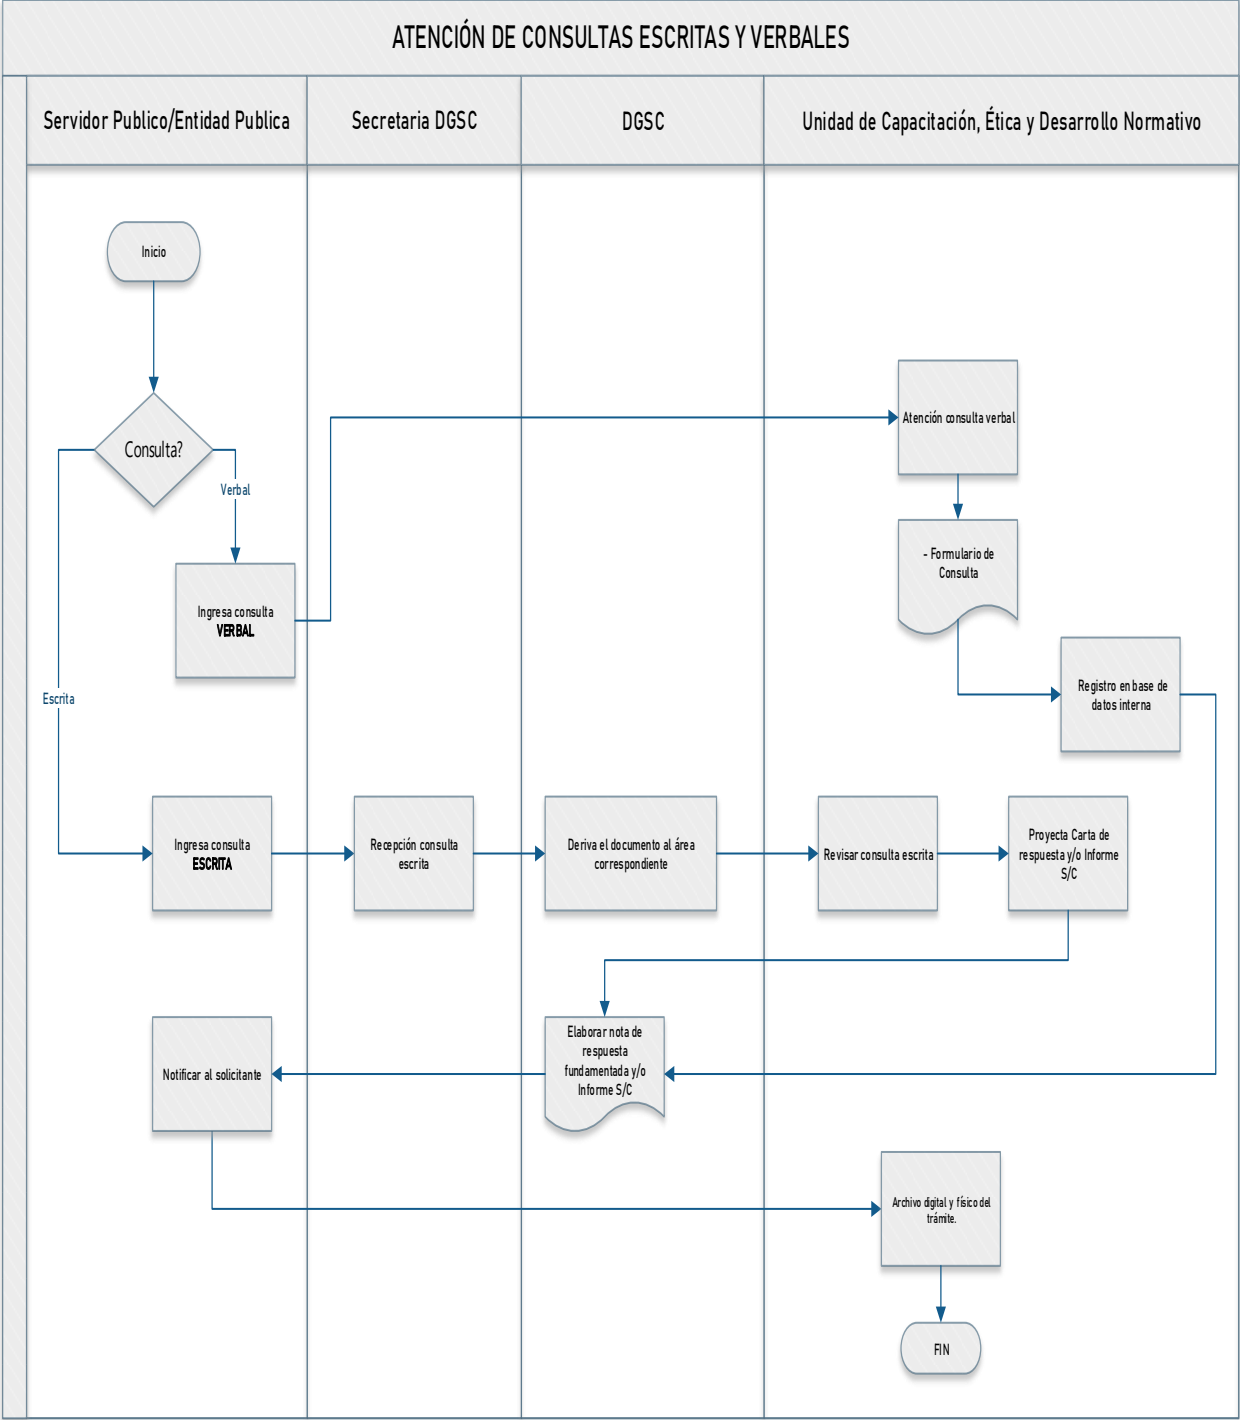 ATENCIÓN DE CONSULTAS ESCRITAS Y VERBALES
Servidor Publico/Entidad Publica
Secretaria DGSC
DGSC
Unidad de Capacitación, Ética y Desarrollo Normativo
Inicio
Consulta?
Verbal
Ingresa consulta
VERBAL
Atención consulta verbal
- Formulario de
Consulta
Registro en base de
datos interna
Escrita
Ingresa consulta
ESCRITA
Recepción consulta
escrita
Deriva el documento al área
correspondiente
Revisar consulta escrita
Proyecta Carta de
respuesta y/o Informe
S/C
Elaborar nota de
respuesta
fundamentada y/o
Informe S/C
Notificar al solicitante
Archivo digital y físico del
trámite.
FIN